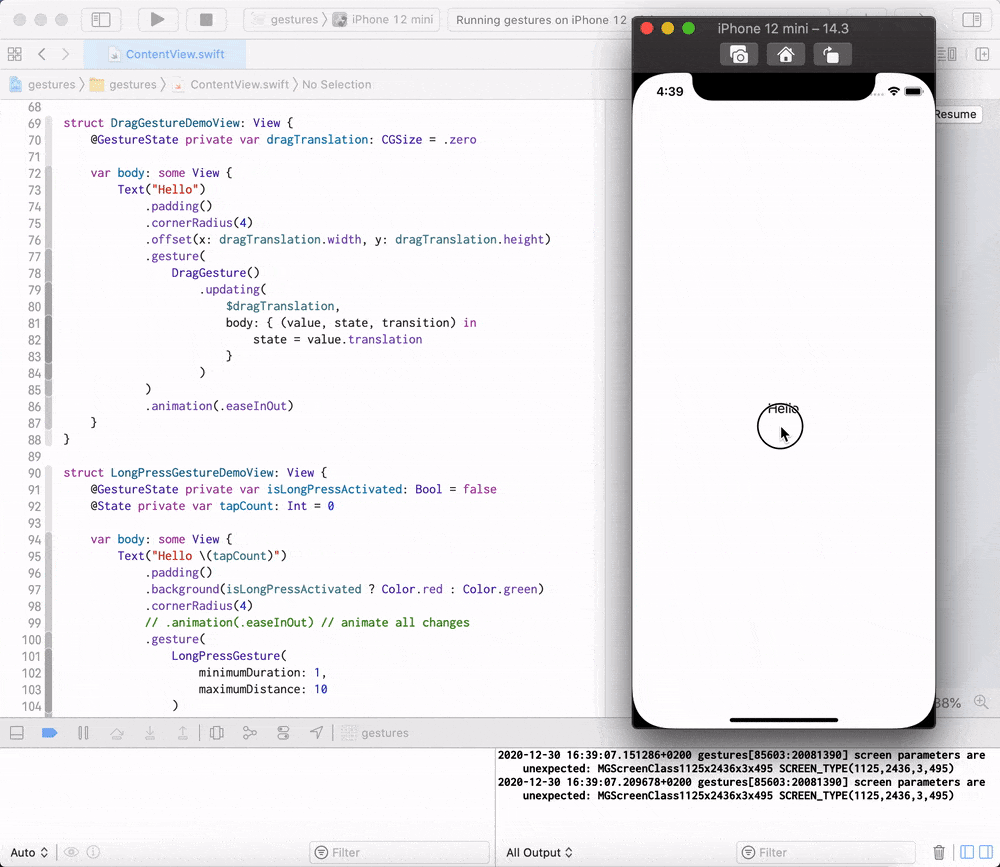 gestures 〉 iPhone 12 mini
Running gestures on iPhone 12
iPhone 12 mini – 14.3
ContentView.swift
gestures 〉 gestures 〉 ContentView.swift 〉 No Selection
4:39
Resume
68
69 struct DragGestureDemoView: View {
70 @GestureState private var dragTranslation: CGSize = .zero
71
72 var body: some View {
73 Text("Hello")
74 .padding()
75 .cornerRadius(4)
76 .offset(x: dragTranslation.width, y: dragTranslation.height)
77 .gesture(
78 DragGesture()
79 .updating(
80 $dragTranslation,
81 body: { (value, state, transition) in
82 state = value.translation
83 }
84 )
85 )
86 .animation(.easeInOut)
87 }
88 }
89
90 struct LongPressGestureDemoView: View {
91 @GestureState private var isLongPressActivated: Bool = false
92 @State private var tapCount: Int = 0
93
94 var body: some View {
95 Text("Hello \(tapCount)")
96 .padding()
97 .background(isLongPressActivated ? Color.red : Color.green)
98 .cornerRadius(4)
99 // .animation(.easeInOut) // animate all changes
100 .gesture(
101 LongPressGesture(
102 minimumDuration: 1,
103 maximumDistance: 10
104 )
Hello
38%
gestures
2020-12-30 16:39:07.151286+0200 gestures[85603:20081390] screen parameters are
unexpected: MGScreenClass1125x2436x3x495 SCREEN_TYPE(1125,2436,3,495)
2020-12-30 16:39:07.209678+0200 gestures[85603:20081390] screen parameters are
unexpected: MGScreenClass1125x2436x3x495 SCREEN_TYPE(1125,2436,3,495)
Auto
Filter
All Output
Filter